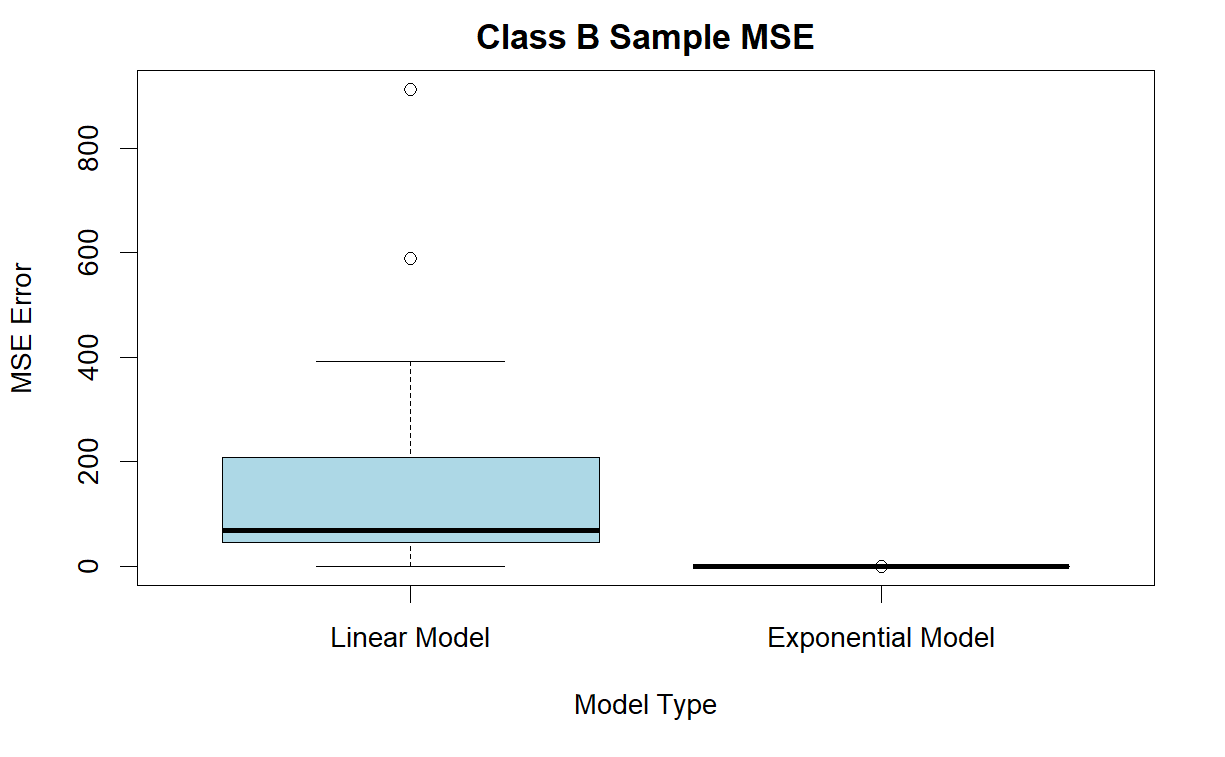 Class B Sample MSE
MSE Error
800
600
400
200
0
Linear Model
Exponential Model
Model Type